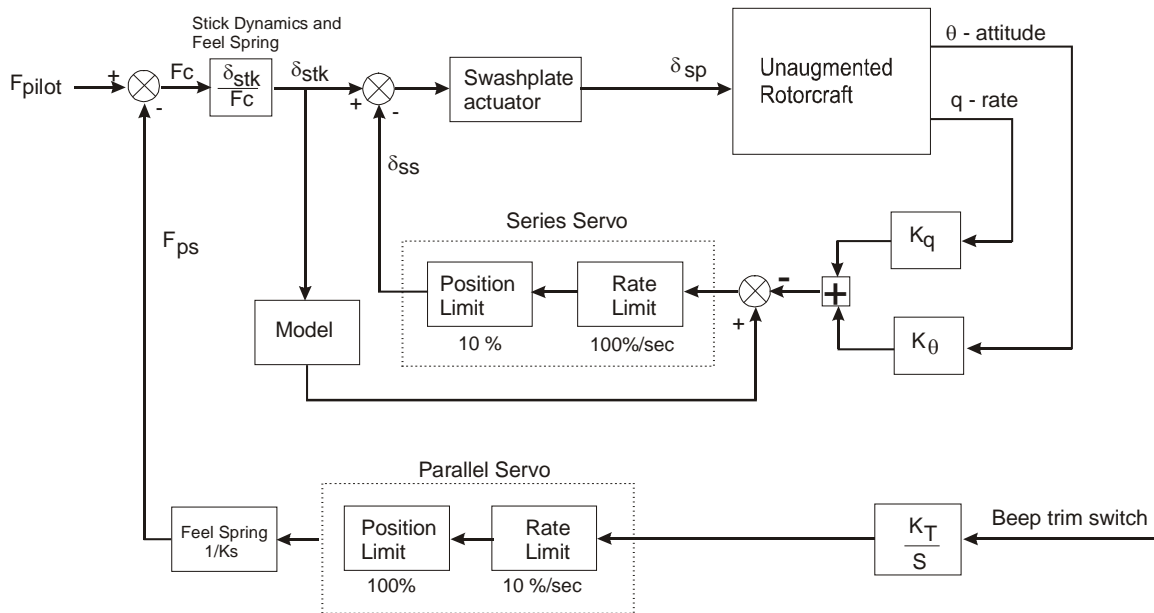 Stick Dynamics and
Feel Spring
θ - attitude
Fpilot
+
-
Fc
δstk
Fc
δstk
+
-
Swashplate
actuator
δsp
Unaugmented
Rotorcraft
q - rate
δss
Fps
Series Servo
Kq
Model
Position
Limit
10 %
Rate
Limit
100%/sec
-
+
+
Kθ
Parallel Servo
Feel Spring
1/Ks
Position
Limit
100%
Rate
Limit
10 %/sec
KT
S
Beep trim switch